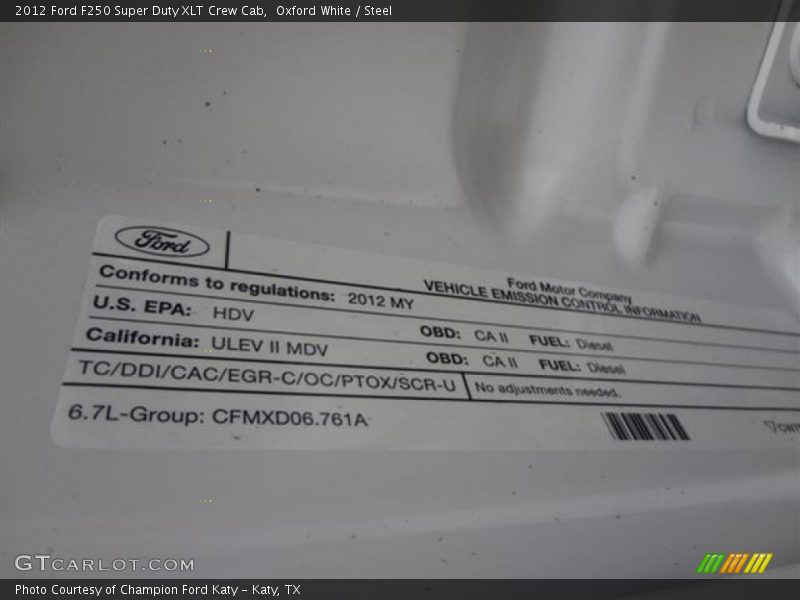 2012 Ford F250 Super Duty XLT Crew Cab, Oxford White / Steel
Ford
Ford Motor Company
VEHICLE EMISSION CONTROL INFORMATION
Conforms to regulations: 2012 MY
U.S. EPA: HDV OBD: CA II FUEL: Diesel
California: ULEV II MDV OBD: CA II FUEL: Diesel
TC/DDI/CAC/EGR-C/OC/PTOX/SCR-U No adjustments needed.
6.7L-Group: CFMXD06.761A
GTCARLOT.COM
Photo Courtesy of Champion Ford Katy – Katy, TX